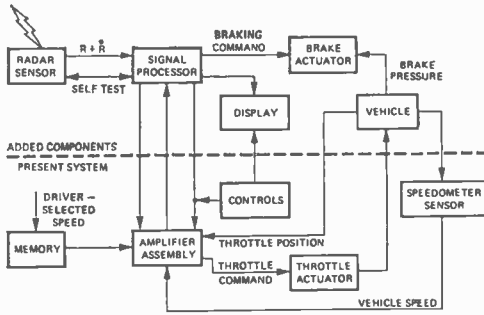 R + Ṙ
RADAR
SENSOR
SELF TEST
SIGNAL
PROCESSOR
BRAKING
COMMAND
BRAKE
ACTUATOR
BRAKE
PRESSURE
DISPLAY
VEHICLE
ADDED COMPONENTS
PRESENT SYSTEM
DRIVER –
SELECTED
SPEED
CONTROLS
SPEEDOMETER
SENSOR
MEMORY
AMPLIFIER
ASSEMBLY
THROTTLE POSITION
THROTTLE
COMMAND
THROTTLE
ACTUATOR
VEHICLE SPEED